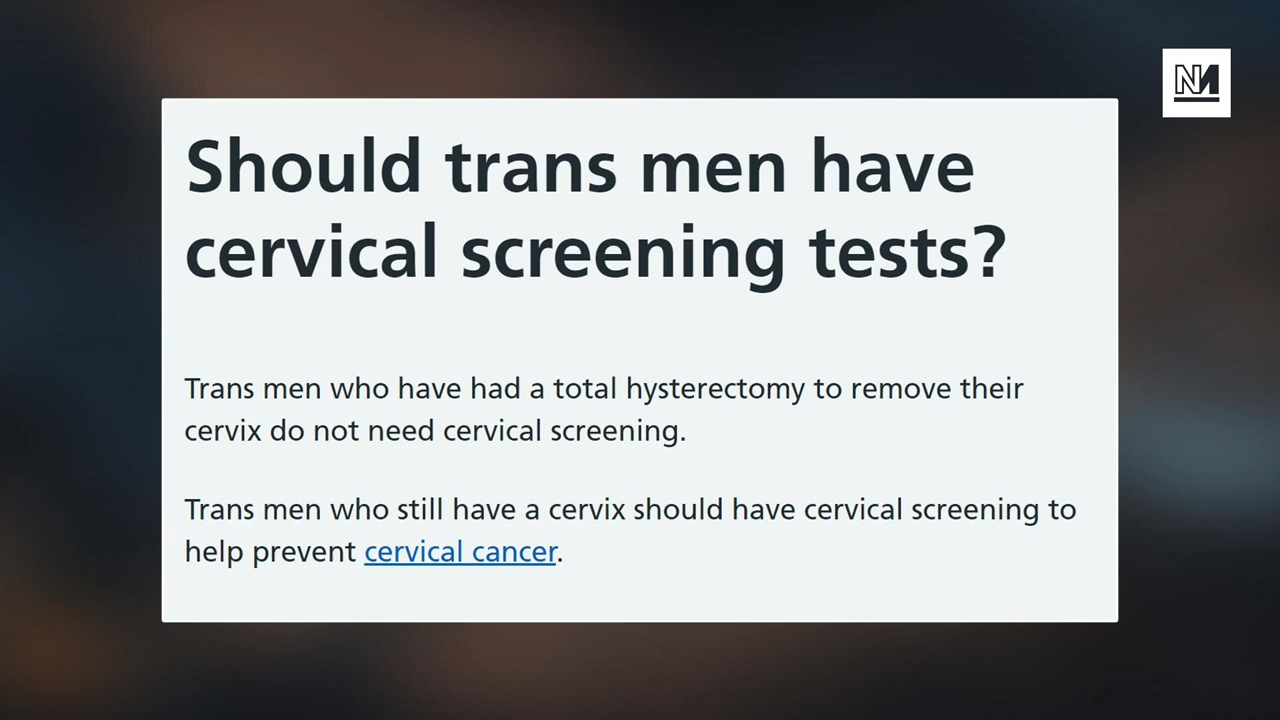 NM
Should trans men have
cervical screening tests?
Trans men who have had a total hysterectomy to remove their
cervix do not need cervical screening.
Trans men who still have a cervix should have cervical screening to
help prevent cervical cancer.